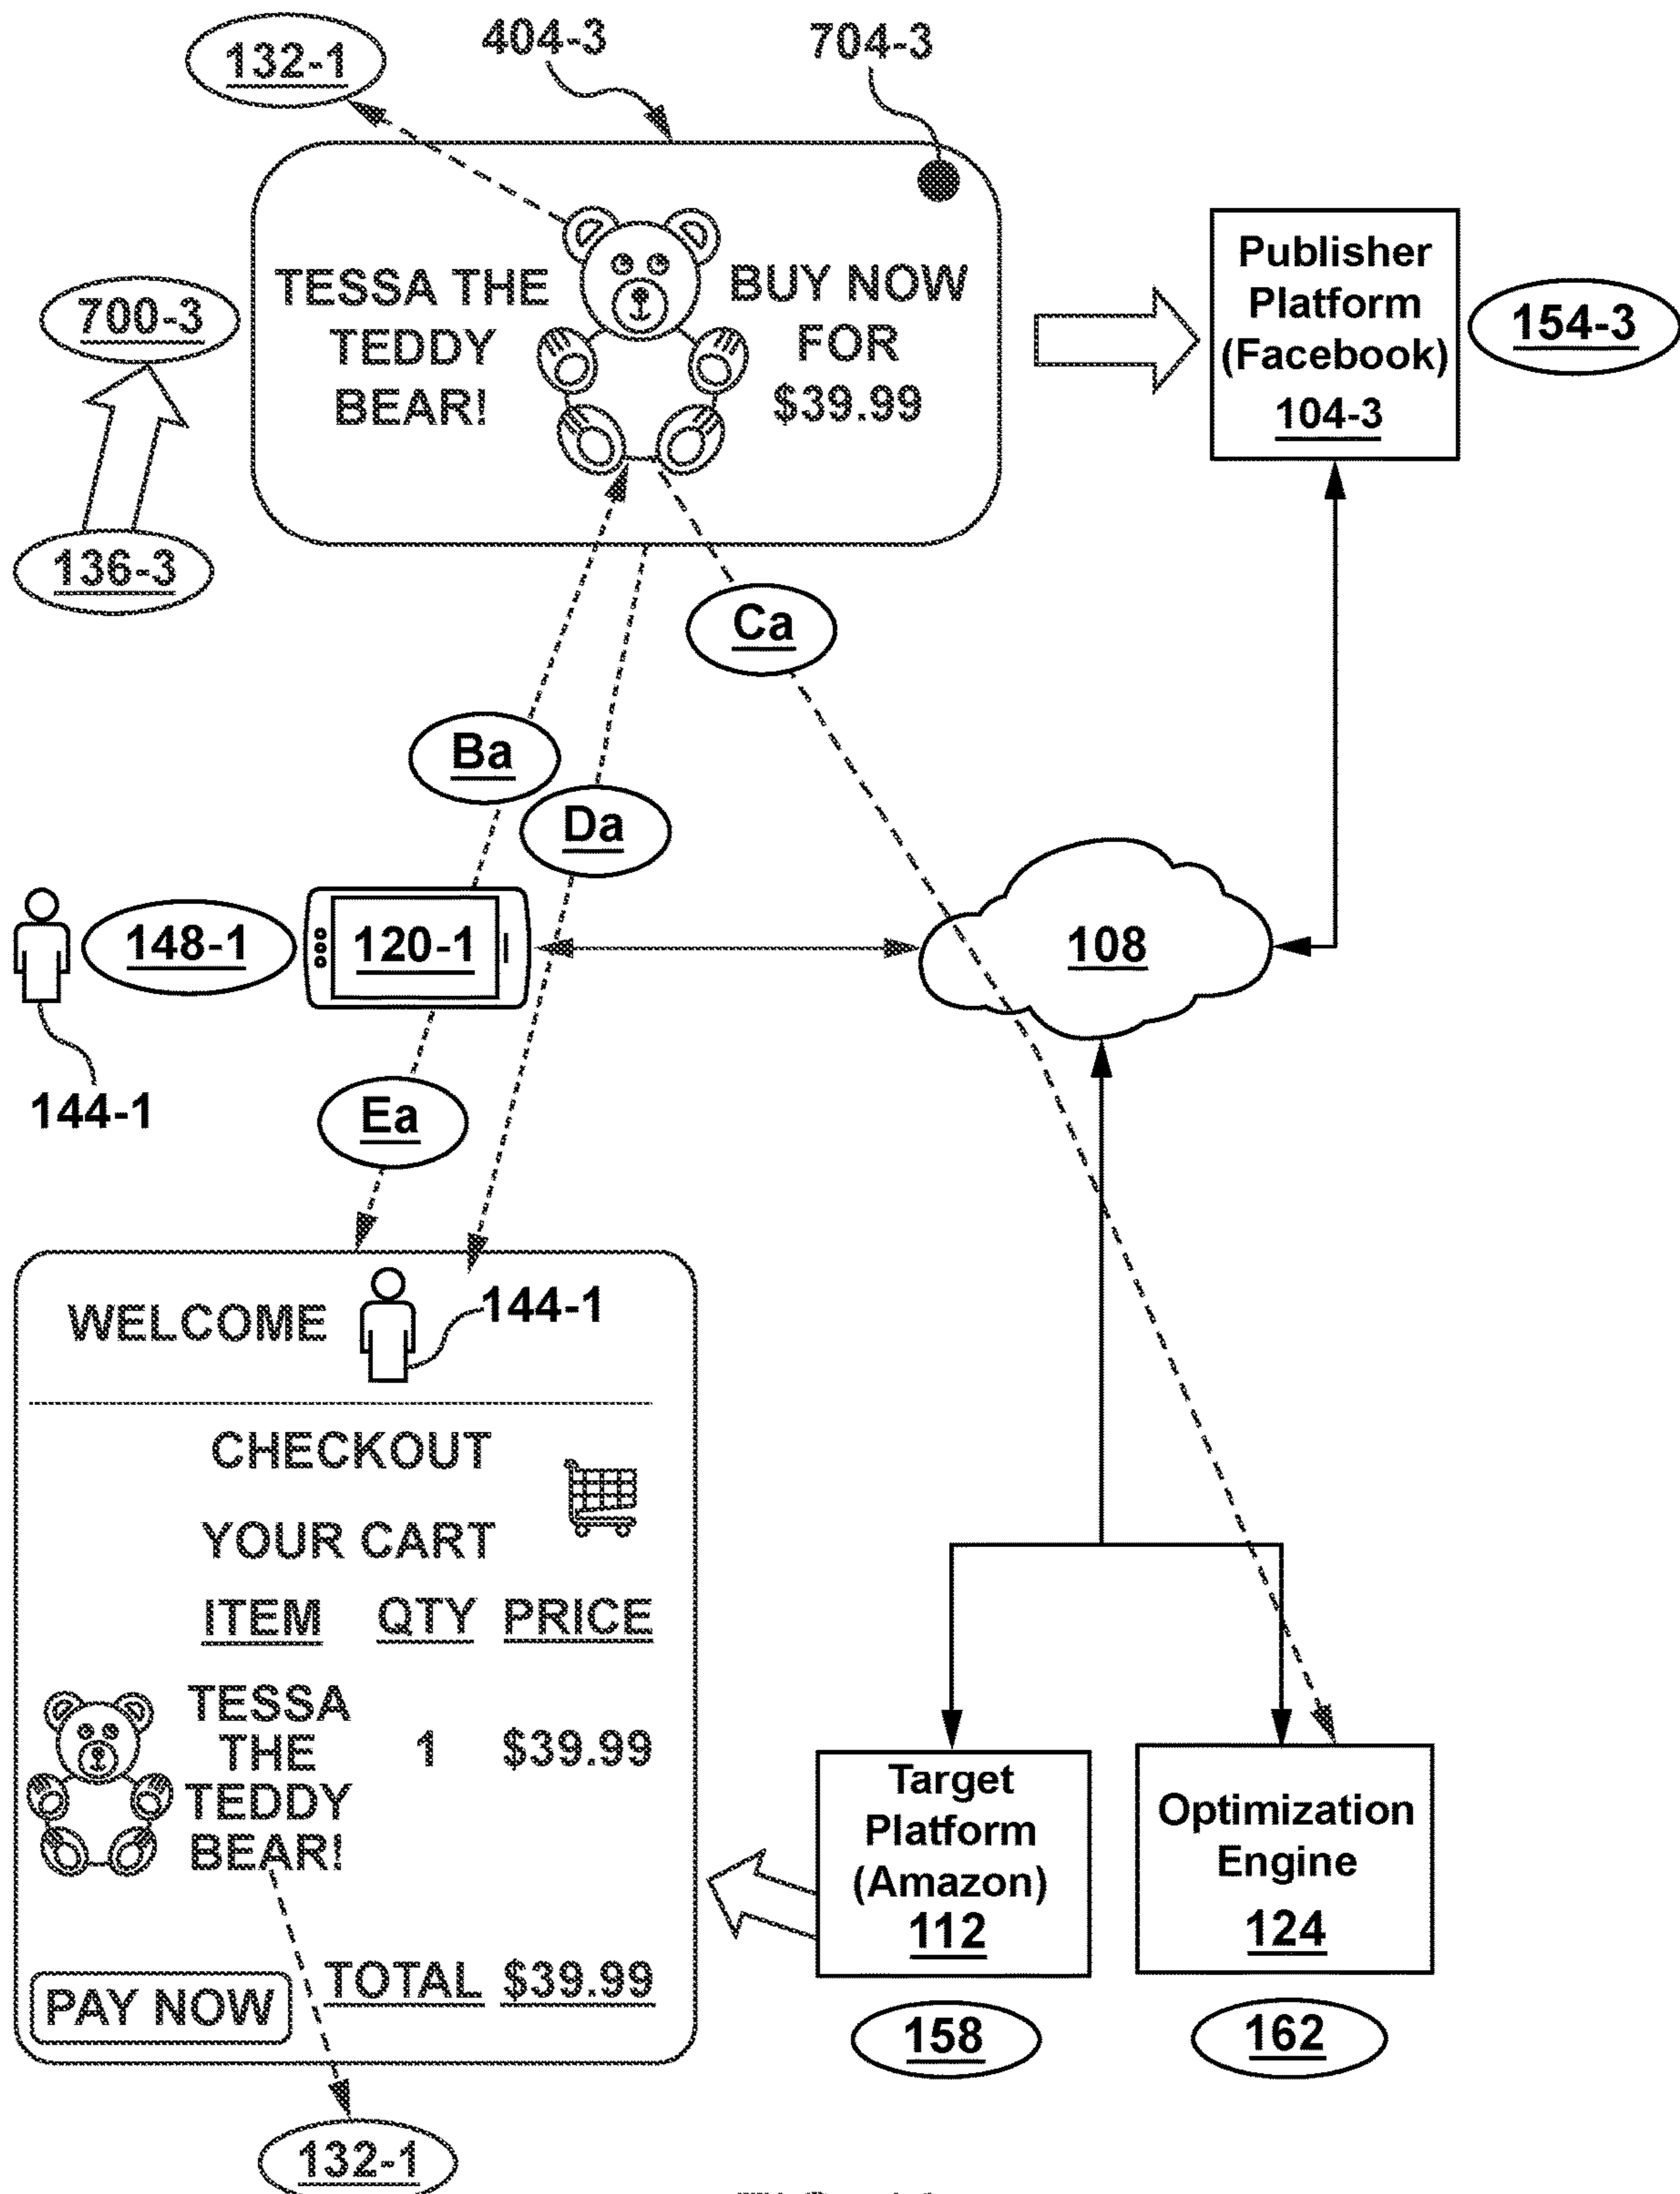 132-1
404-3
704-3
TESSA THE
TEDDY
BEAR!
BUY NOW
FOR
$39.99
700-3
136-3
Publisher
Platform
(Facebook)
104-3
154-3
Ca
Ba
Da
148-1
120-1
108
144-1
Ea
WELCOME
144-1
CHECKOUT
YOUR CART
ITEM QTY PRICE
TESSA
THE
TEDDY
BEAR!
1 $39.99
TOTAL $39.99
PAY NOW
Target
Platform
(Amazon)
112
158
Optimization
Engine
124
162
132-1